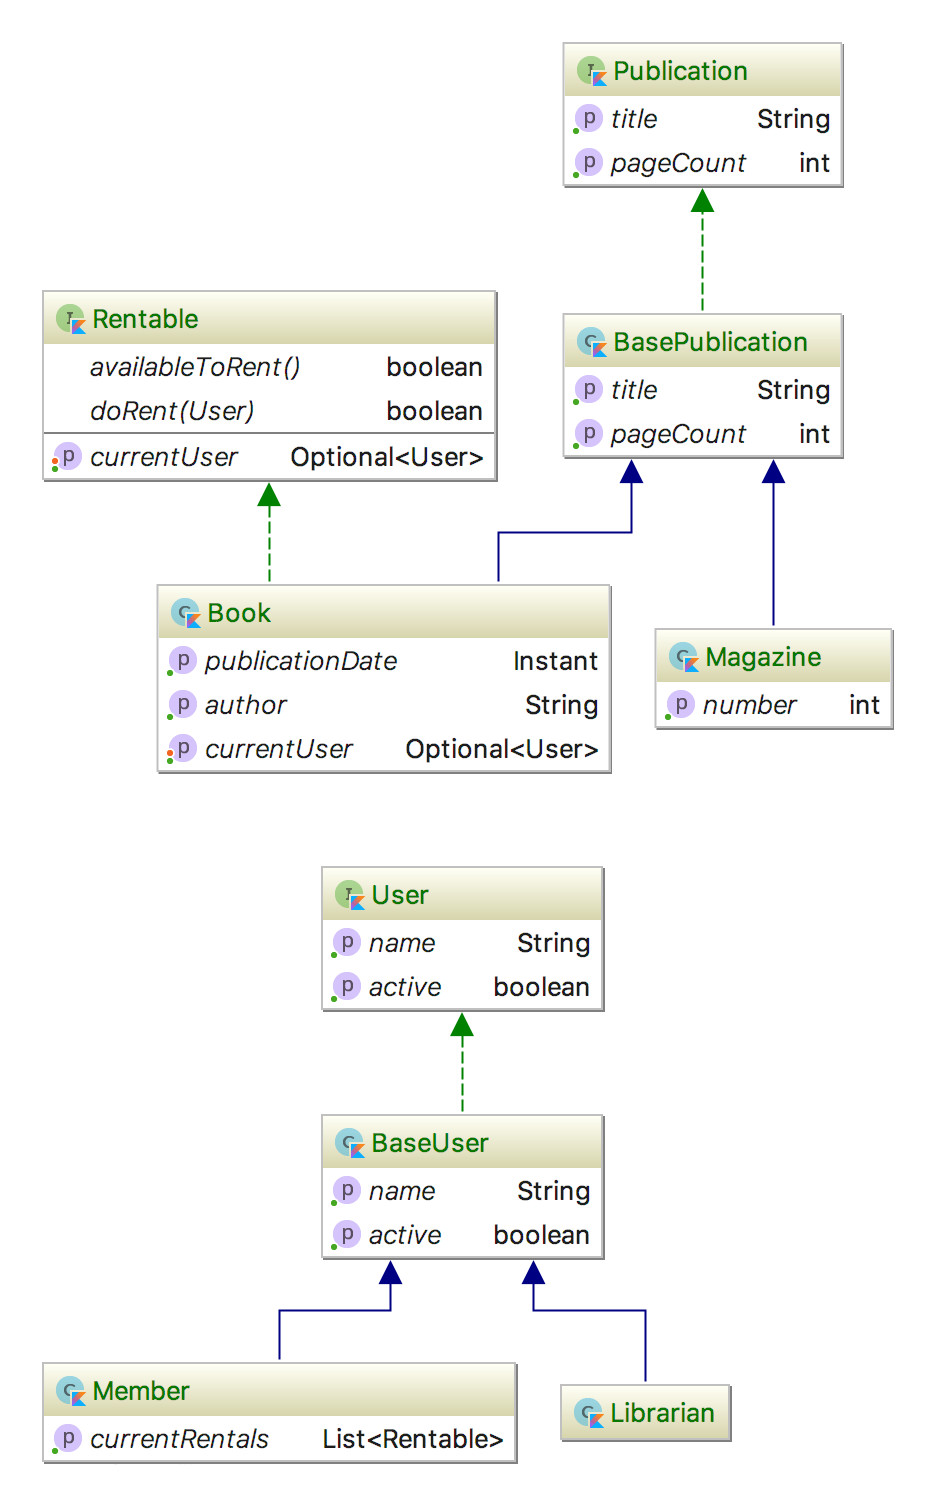 Publication
title String
pageCount int
Rentable
availableToRent() boolean
doRent(User) boolean
currentUser Optional<User>
BasePublication
title String
pageCount int
Book
publicationDate Instant
author String
currentUser Optional<User>
Magazine
number int
User
name String
active boolean
BaseUser
name String
active boolean
Member
currentRentals List<Rentable>
Librarian